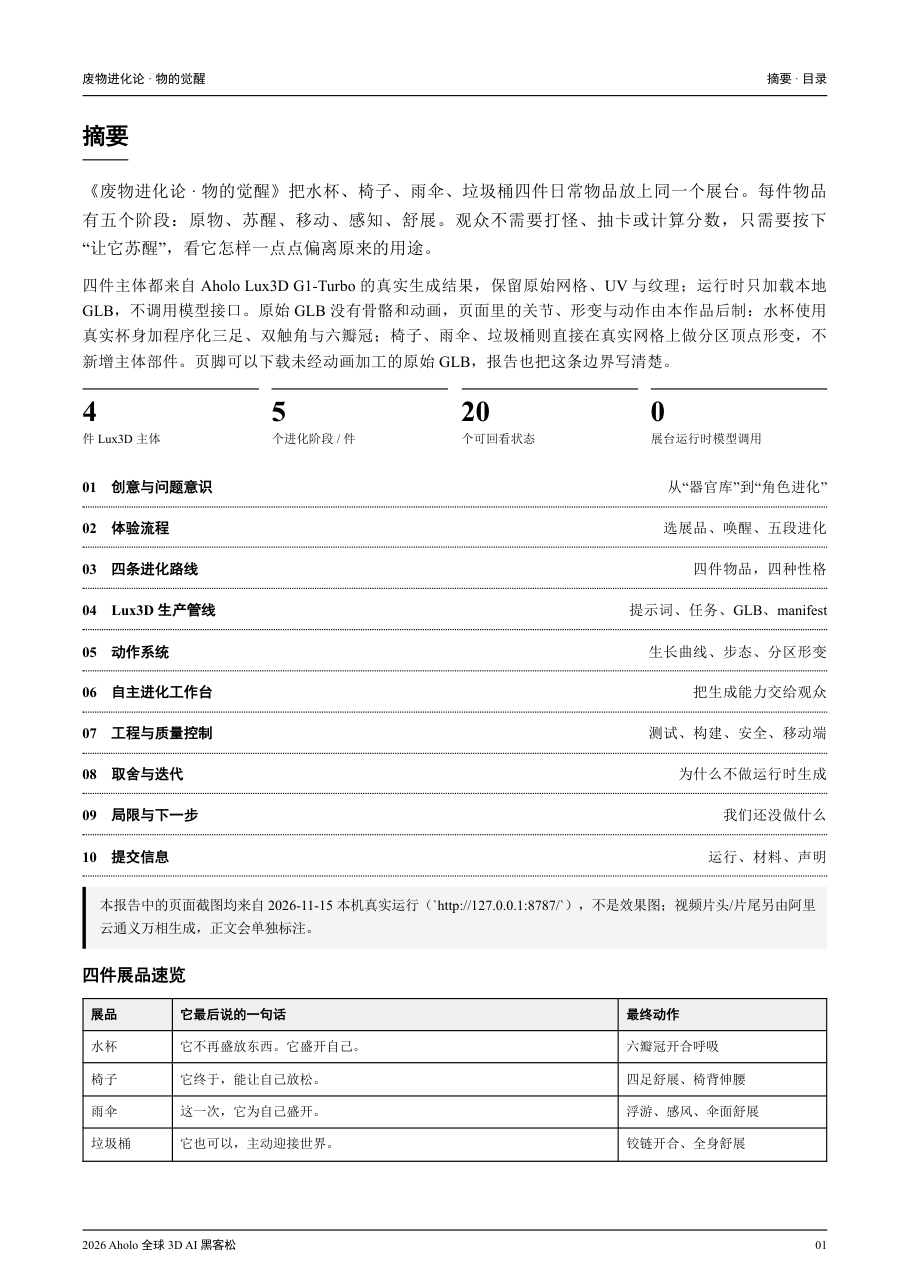 废物进化论 · 物的觉醒
摘要 · 目录
摘要
《废物进化论 · 物的觉醒》把水杯、椅子、雨伞、垃圾桶四件日常物品放上同一个展台。每件物品
有五个阶段：原物、苏醒、移动、感知、舒展。观众不需要打怪、抽卡或计算分数，只需要按下
“让它苏醒”，看它怎样一点点偏离原来的用途。
四件主体都来自 Aholo Lux3D G1-Turbo 的真实生成结果，保留原始网格、UV 与纹理；运行时只加载本地
GLB，不调用模型接口。原始 GLB 没有骨骼和动画，页面里的关节、形变与动作由本作品后制：水杯使用
真实杯身加程序化三足、双触角与六瓣冠；椅子、雨伞、垃圾桶则直接在真实网格上做分区顶点形变，不
新增主体部件。页脚可以下载未经动画加工的原始 GLB，报告也把这条边界写清楚。
4
件 Lux3D 主体
5
个进化阶段 / 件
20
个可回看状态
0
展台运行时模型调用
01 创意与问题意识 从“器官库”到“角色进化”
02 体验流程 选展品、唤醒、五段进化
03 四条进化路线 四件物品，四种性格
04 Lux3D 生产管线 提示词、任务、GLB、manifest
05 动作系统 生长曲线、步态、分区形变
06 自主进化工作台 把生成能力交给观众
07 工程与质量控制 测试、构建、安全、移动端
08 取舍与迭代 为什么不做运行时生成
09 局限与下一步 我们还没做什么
10 提交信息 运行、材料、声明
本报告中的页面截图均来自 2026-11-15 本机真实运行（`http://127.0.0.1:8787/`），不是效果图；视频片头/片尾另由阿里
云通义万相生成，正文会单独标注。
四件展品速览
展品 它最后说的一句话 最终动作
水杯 它不再盛放东西。它盛开自己。 六瓣冠开合呼吸
椅子 它终于，能让自己放松。 四足舒展、椅背伸腰
雨伞 这一次，它为自己盛开。 浮游、感风、伞面舒展
垃圾桶 它也可以，主动迎接世界。 铰链开合、全身舒展
2026 Aholo 全球 3D AI 黑客松
01